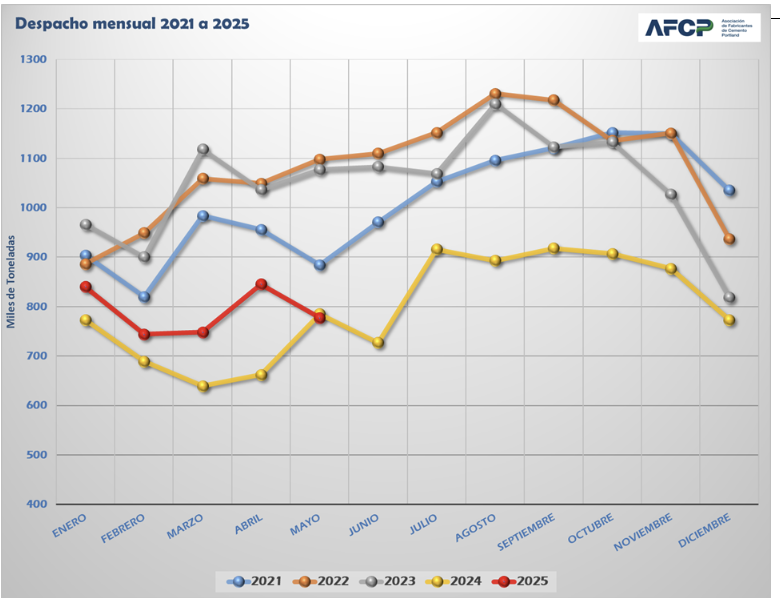 Despacho mensual 2021 a 2025
AFCP
Asociación
de Fabricantes
de Cemento
Portland
1300
1200
1100
1000
900
800
700
600
500
400
Miles de Toneladas
ENERO
FEBRERO
MARZO
ABRIL
MAYO
JUNIO
JULIO
AGOSTO
SEPTIEMBRE
OCTUBRE
NOVIEMBRE
DICIEMBRE
2021 2022 2023 2024 2025